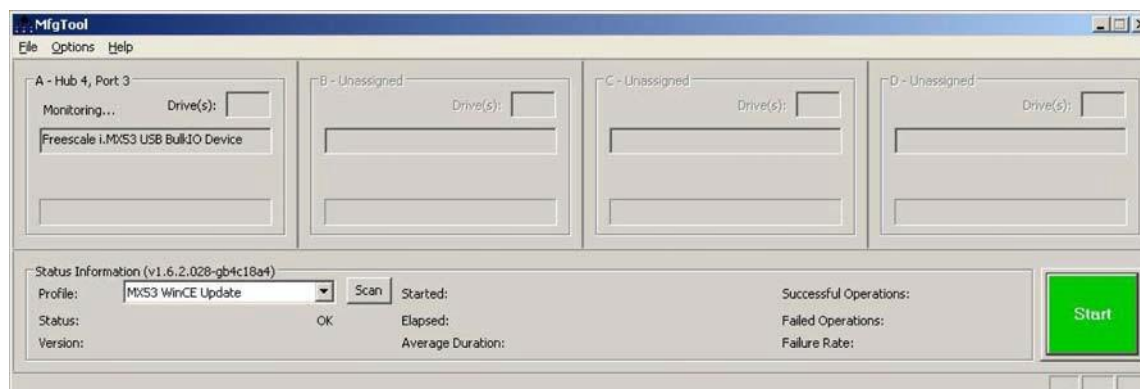 MfgTool
File Options Help
A - Hub 4, Port 3
Monitoring... Drive(s):
Freescale i.MX53 USB BulkIO Device
B - Unassigned
Drive(s):
C - Unassigned
Drive(s):
D - Unassigned
Drive(s):
Status Information (v1.6.2.028-gb4c18a4)
Profile: MX53 WinCE Update Scan Started: Successful Operations:
Status: OK Elapsed: Failed Operations:
Version: Average Duration: Failure Rate:
Start